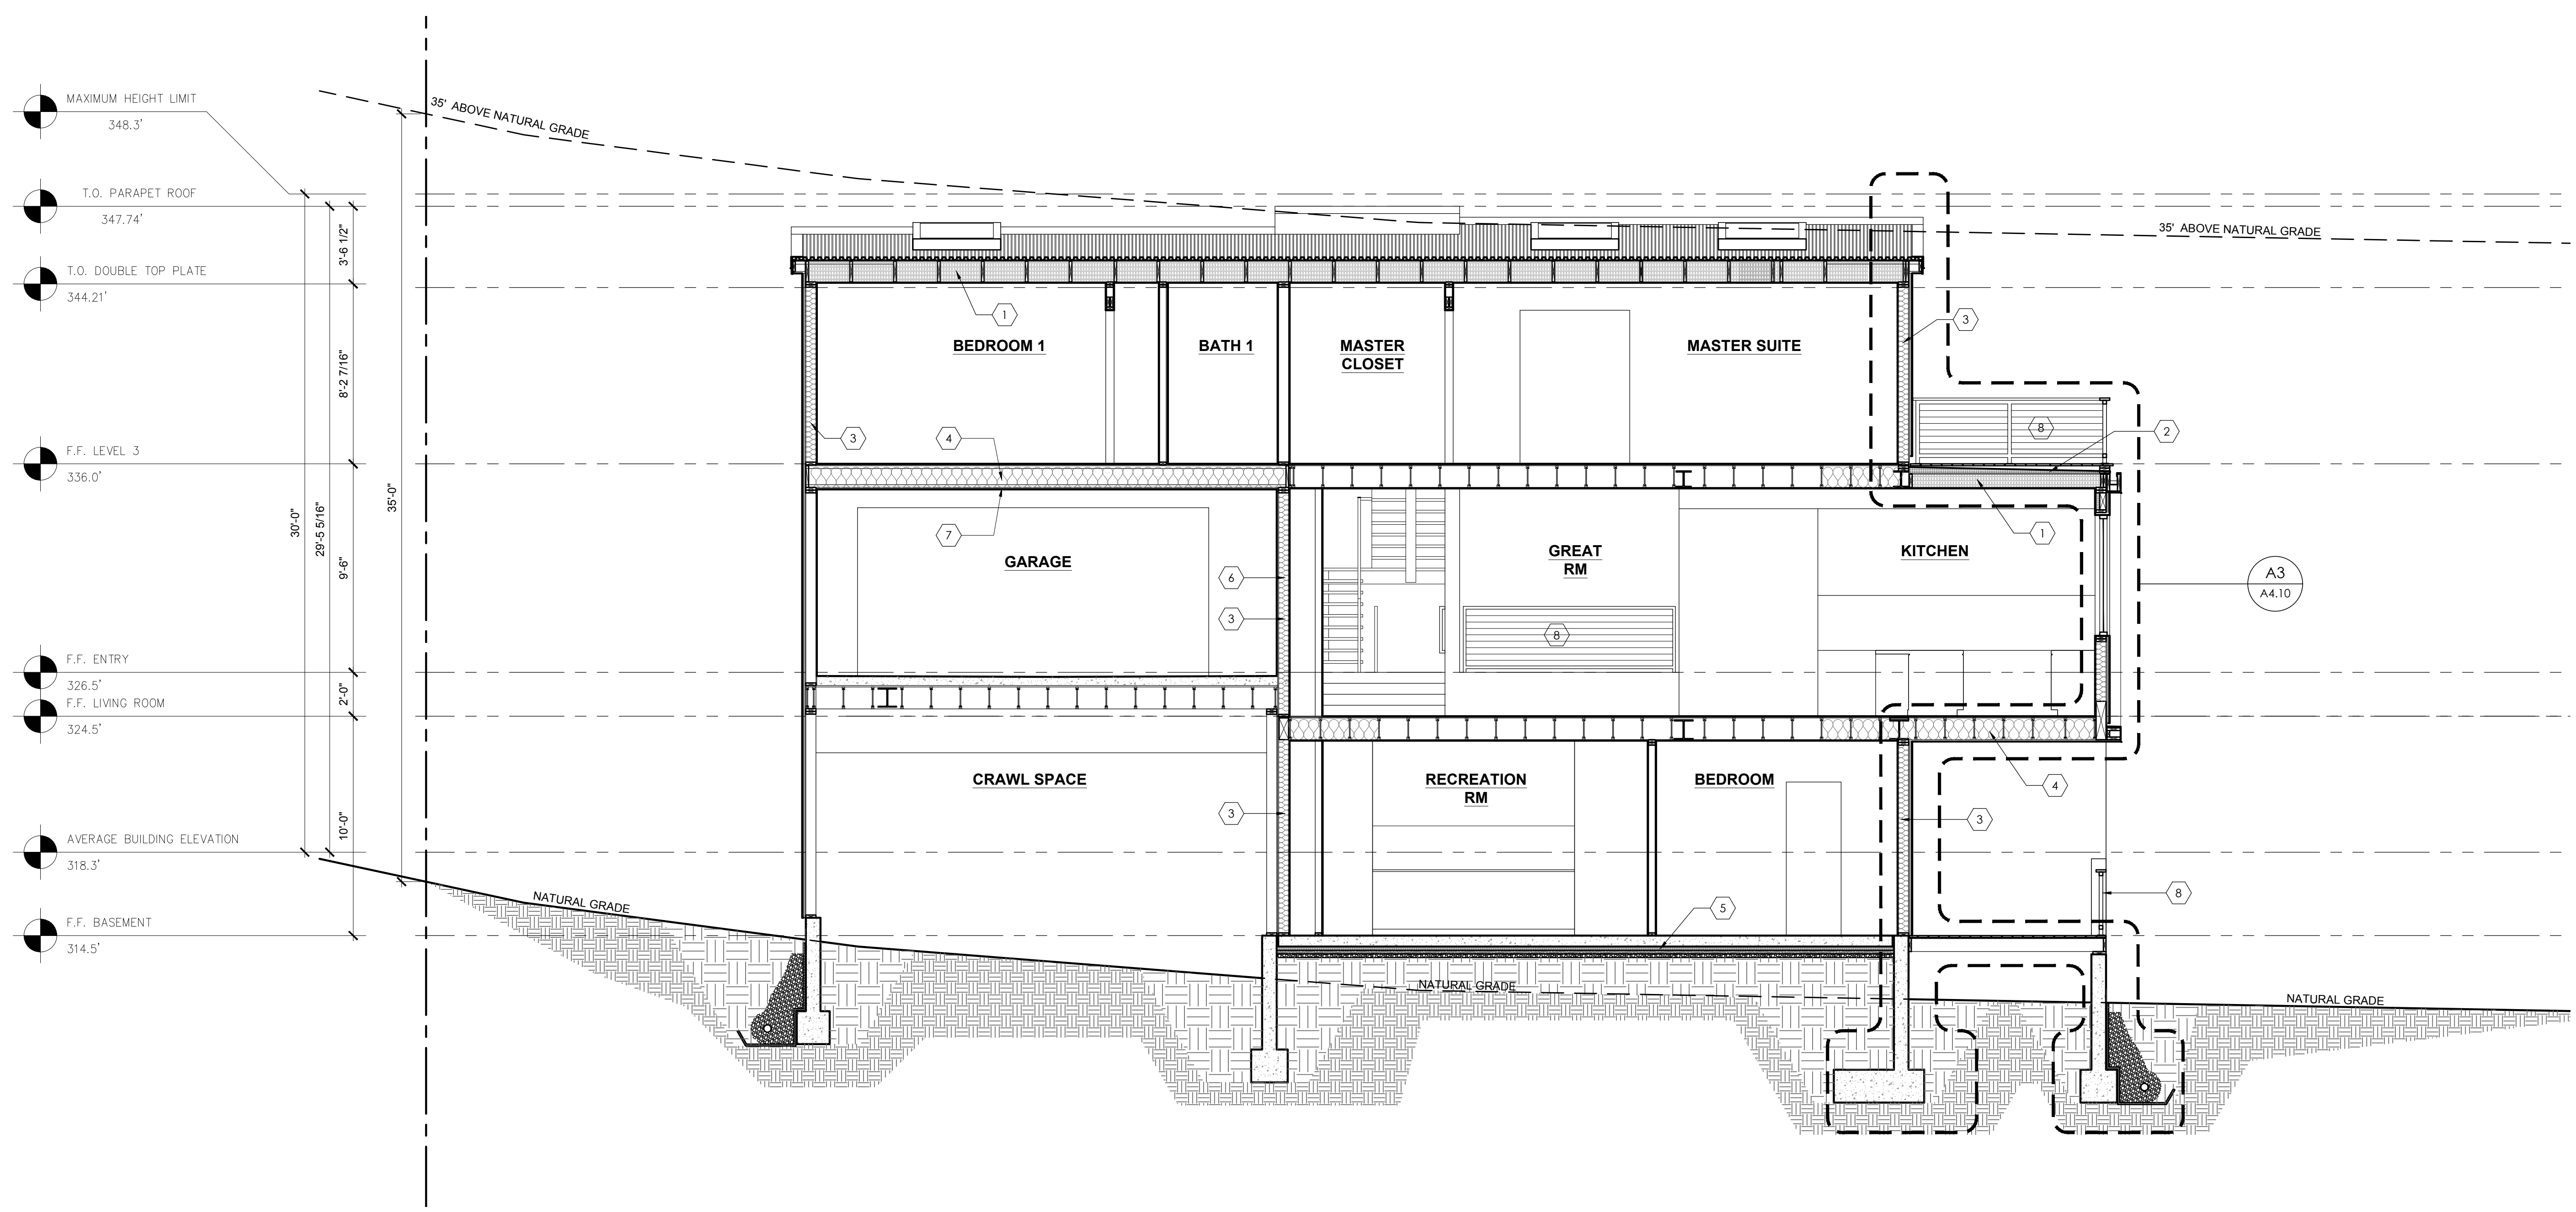 MAXIMUM HEIGHT LIMIT
348.3'
T.O. PARAPET ROOF
347.74'
T.O. DOUBLE TOP PLATE
344.21'
F.F. LEVEL 3
336.0'
F.F. ENTRY
326.5'
F.F. LIVING ROOM
324.5'
AVERAGE BUILDING ELEVATION
318.3'
F.F. BASEMENT
314.5'
30'-0"
29'-5 5/16"
3'-6 1/2"
8'-2 7/16"
9'-6"
2'-0"
10'-0"
35'-0"
35' ABOVE NATURAL GRADE
35' ABOVE NATURAL GRADE
1
3
BEDROOM 1
BATH 1
MASTER
CLOSET
MASTER SUITE
3
4
8
2
7
1
GARAGE
GREAT
RM
KITCHEN
6
3
8
A3
A4.10
CRAWL SPACE
RECREATION
RM
BEDROOM
4
3
3
8
5
NATURAL GRADE
NATURAL GRADE
NATURAL GRADE